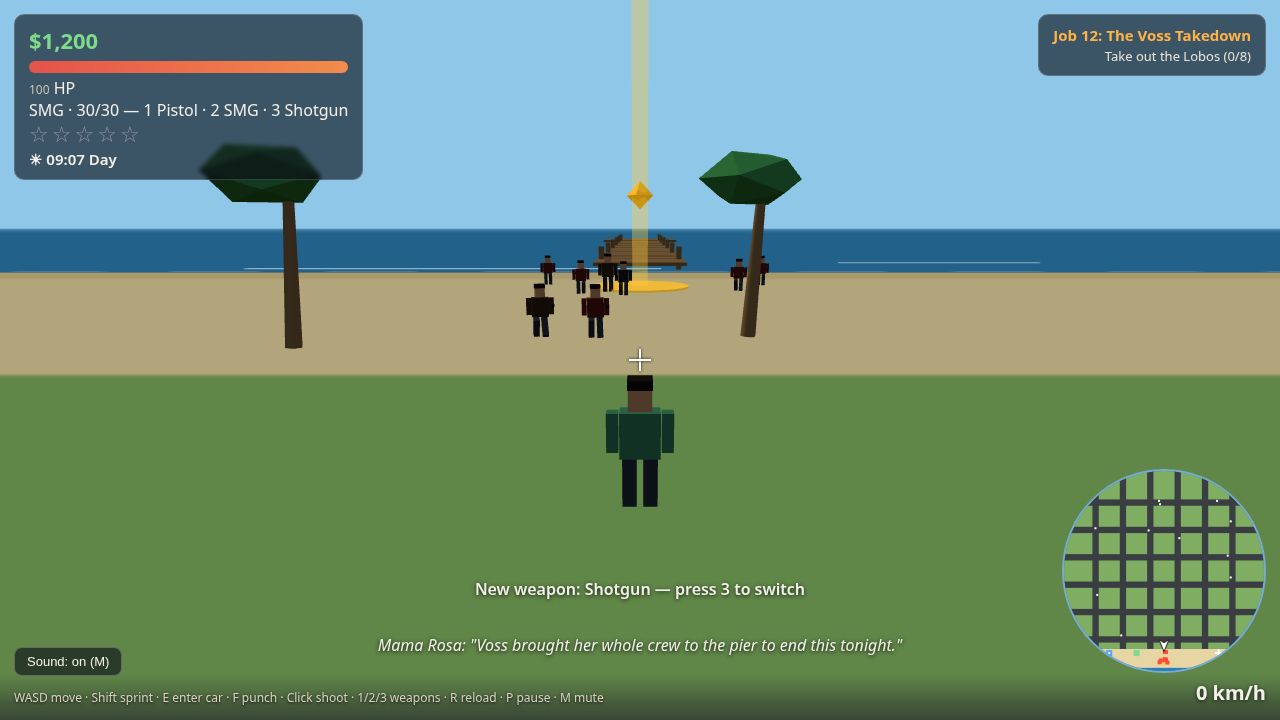 $1,200
100 HP
SMG · 30/30 — 1 Pistol · 2 SMG · 3 Shotgun
☆☆☆☆☆
☀ 09:07 Day
Job 12: The Voss Takedown
Take out the Lobos (0/8)
New weapon: Shotgun — press 3 to switch
Mama Rosa: "Voss brought her whole crew to the pier to end this tonight."
Sound: on (M)
WASD move · Shift sprint · E enter car · F punch · Click shoot · 1/2/3 weapons · R reload · P pause · M mute
0 km/h